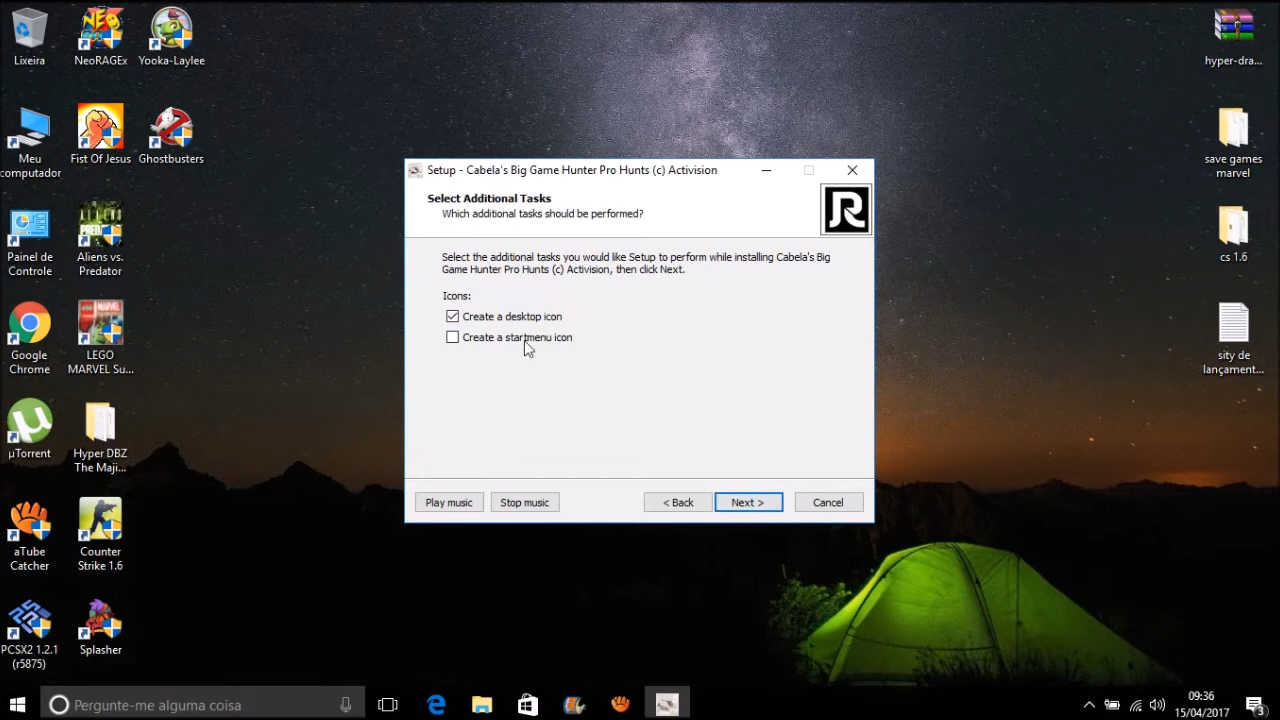 Lixeira
NeoRAGEx
Yooka-Laylee
hyper-dra...
Meu
computador
Fist Of Jesus
Ghostbusters
save games
marvel
Setup - Cabela's Big Game Hunter Pro Hunts (c) Activision
Select Additional Tasks
Which additional tasks should be performed?
Select the additional tasks you would like Setup to perform while installing Cabela's Big
Game Hunter Pro Hunts (c) Activision, then click Next.
Icons:
Create a desktop icon
Create a startmenu icon
Play music
Stop music
< Back
Next >
Cancel
Painel de
Controle
Aliens vs.
Predator
cs 1.6
Google
Chrome
LEGO
MARVEL Su...
sity de
lançament...
µTorrent
Hyper DBZ
The Maji...
aTube
Catcher
Counter
Strike 1.6
PCSX2 1.2.1
(r5875)
Splasher
Pergunte-me alguma coisa
09:36
15/04/2017
3